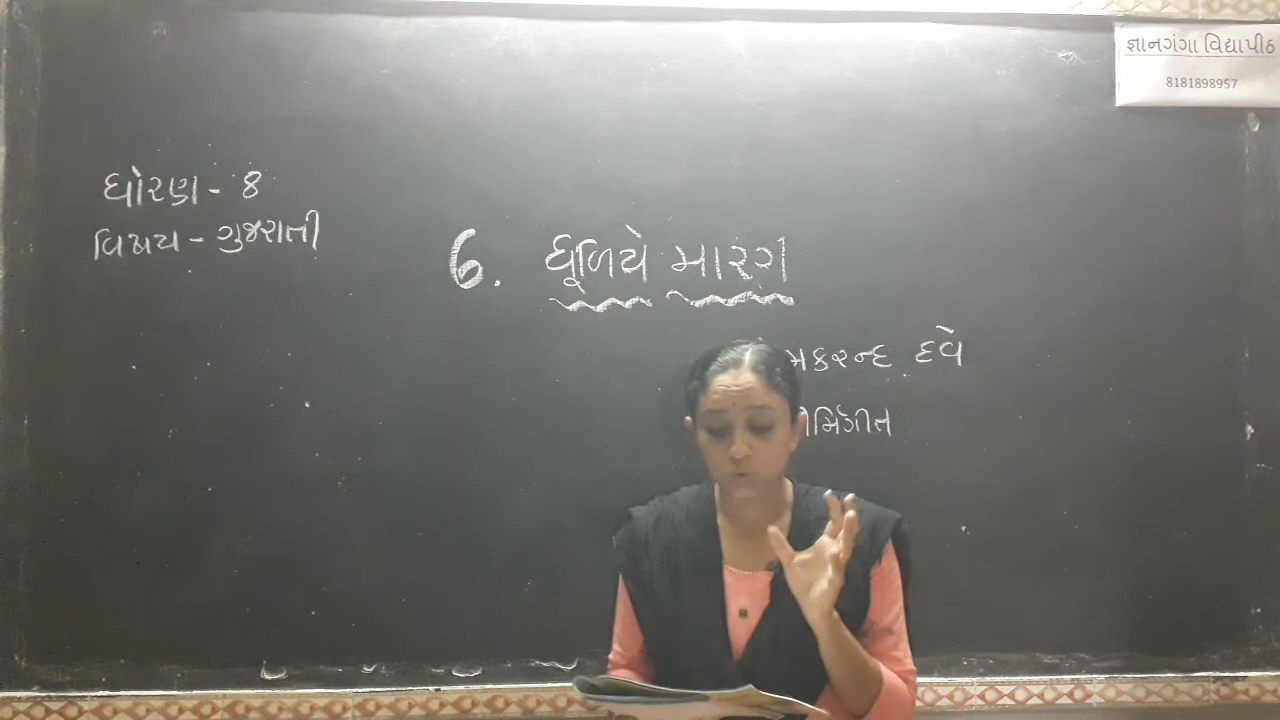 જ્ઞાનગંગા વિદ્યાપીઠ
8181898957
ધોરણ - 8
વિષય - ગુજરાતી
6. ધૂળિયે મારગ
મકરન્દ દવે